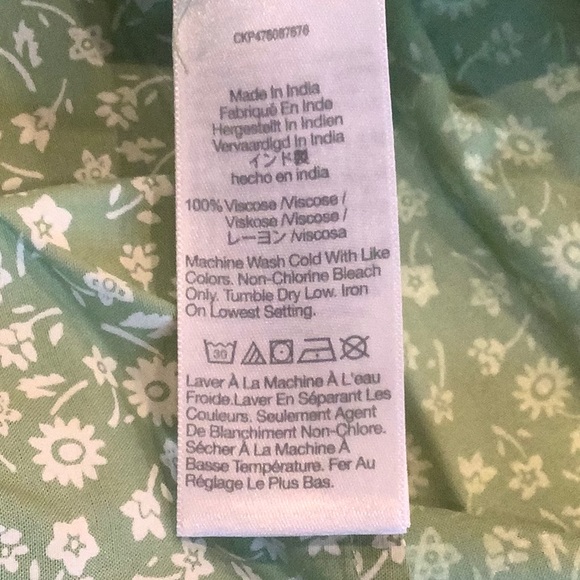 CKP476087676
Made In India
Fabriqué En Inde
Hergestellt In Indien
Vervaardigd In India
インド製
hecho en india
100% Viscose /Viscose /
Viskose /Viscose /
レーヨン /viscosa
Machine Wash Cold With Like
Colors. Non-Chlorine Bleach
Only. Tumble Dry Low. Iron
On Lowest Setting.
30
Laver À La Machine À L'eau
Froide.Laver En Séparant Les
Couleurs. Seulement Agent
De Blanchiment Non-Chlore.
Sécher À La Machine À
Basse Température. Fer Au
Réglage Le Plus Bas.